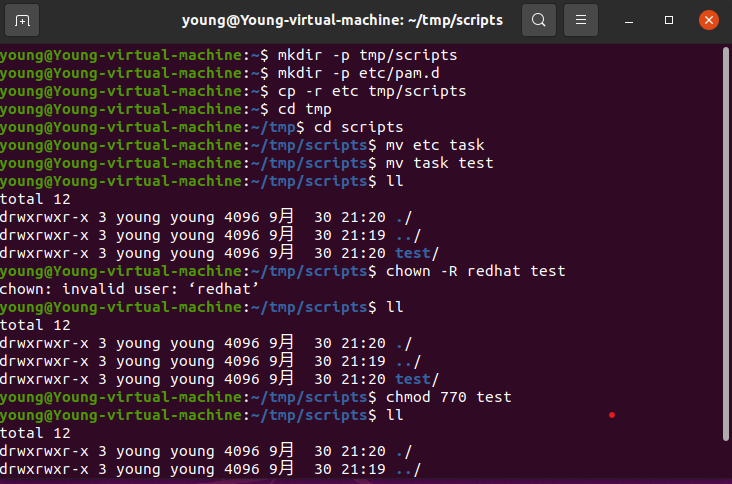 young@Young-virtual-machine: ~/tmp/scripts
young@Young-virtual-machine:~$ mkdir -p tmp/scripts
young@Young-virtual-machine:~$ mkdir -p etc/pam.d
young@Young-virtual-machine:~$ cp -r etc tmp/scripts
young@Young-virtual-machine:~$ cd tmp
young@Young-virtual-machine:~/tmp$ cd scripts
young@Young-virtual-machine:~/tmp/scripts$ mv etc task
young@Young-virtual-machine:~/tmp/scripts$ mv task test
young@Young-virtual-machine:~/tmp/scripts$ ll
total 12
drwxrwxr-x 3 young young 4096 9月  30 21:20 ./
drwxrwxr-x 3 young young 4096 9月  30 21:19 ../
drwxrwxr-x 3 young young 4096 9月  30 21:20 test/
young@Young-virtual-machine:~/tmp/scripts$ chown -R redhat test
chown: invalid user: ‘redhat’
young@Young-virtual-machine:~/tmp/scripts$ ll
total 12
drwxrwxr-x 3 young young 4096 9月  30 21:20 ./
drwxrwxr-x 3 young young 4096 9月  30 21:19 ../
drwxrwxr-x 3 young young 4096 9月  30 21:20 test/
young@Young-virtual-machine:~/tmp/scripts$ chmod 770 test
young@Young-virtual-machine:~/tmp/scripts$ ll
total 12
drwxrwxr-x 3 young young 4096 9月  30 21:20 ./
drwxrwxr-x 3 young young 4096 9月  30 21:19 ../